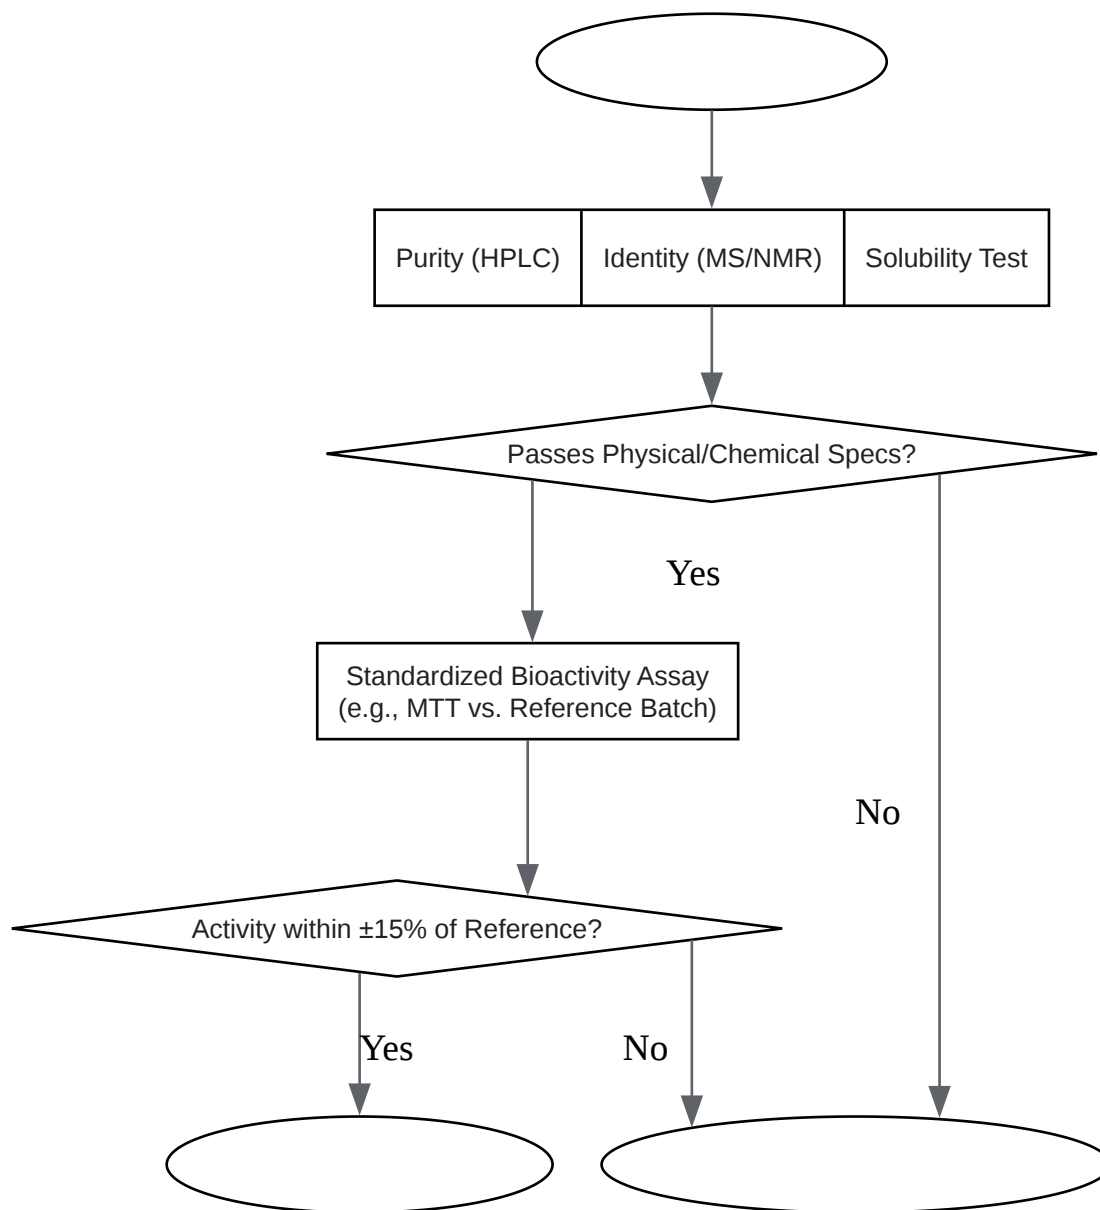 Purity (HPLC) Identity (MS/NMR) Solubility Test
Passes Physical/Chemical Specs?
Yes
Standardized Bioactivity Assay
(e.g., MTT vs. Reference Batch)
No
Activity within ±15% of Reference?
Yes
No